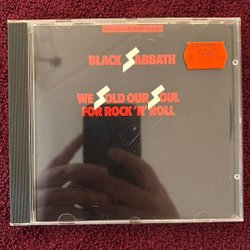 THE COLLECTOR SERIES
BLACK SABBATH
WE SOLD OUR SOUL
FOR ROCK 'N' ROLL